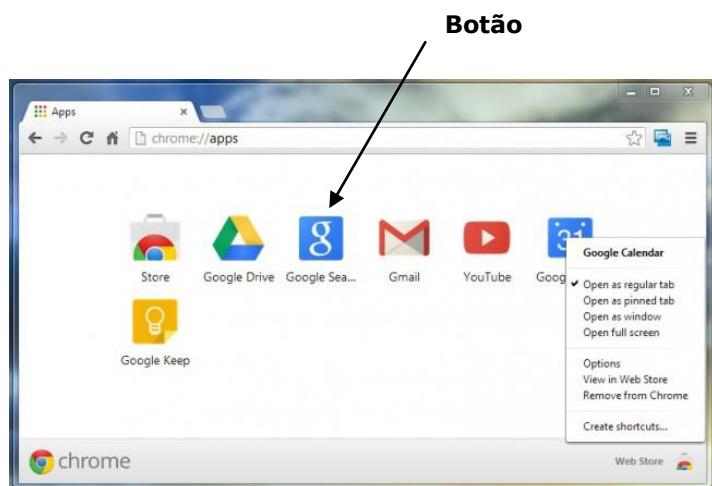 Botão
Apps
chrome://apps
Store Google Drive Google Sea... Gmail YouTube Goog
31
Google Keep
Google Calendar
Open as regular tab
Open as pinned tab
Open as window
Open full screen
Options
View in Web Store
Remove from Chrome
Create shortcuts...
chrome
Web Store